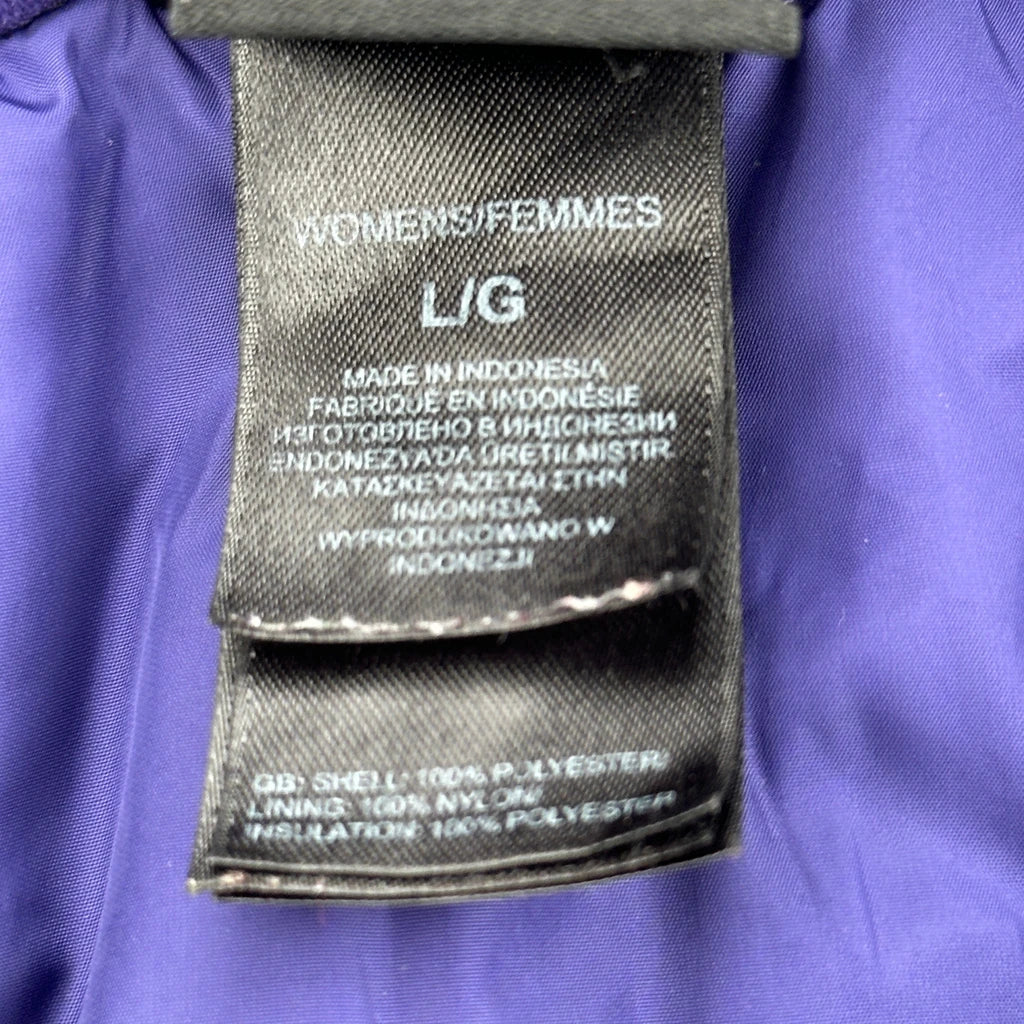 WOMENS/FEMMES
L/G
MADE IN INDONESIA
FABRIQUÉ EN INDONÉSIE
ИЗГОТОВЛЕНО В ИНДОНЕЗИИ
ENDONEZYA'DA ÜRETILMISTIR
ΚΑΤΑΣΚΕΥΑΖΕΤΑΙ ΣΤΗΝ
ΙΝΔΟΝΗΣΙΑ
WYPRODUKOWANO W
INDONEZJI
GB: SHELL: 100% POLYESTER/
LINING: 100% NYLON/
INSULATION: 100% POLYESTER